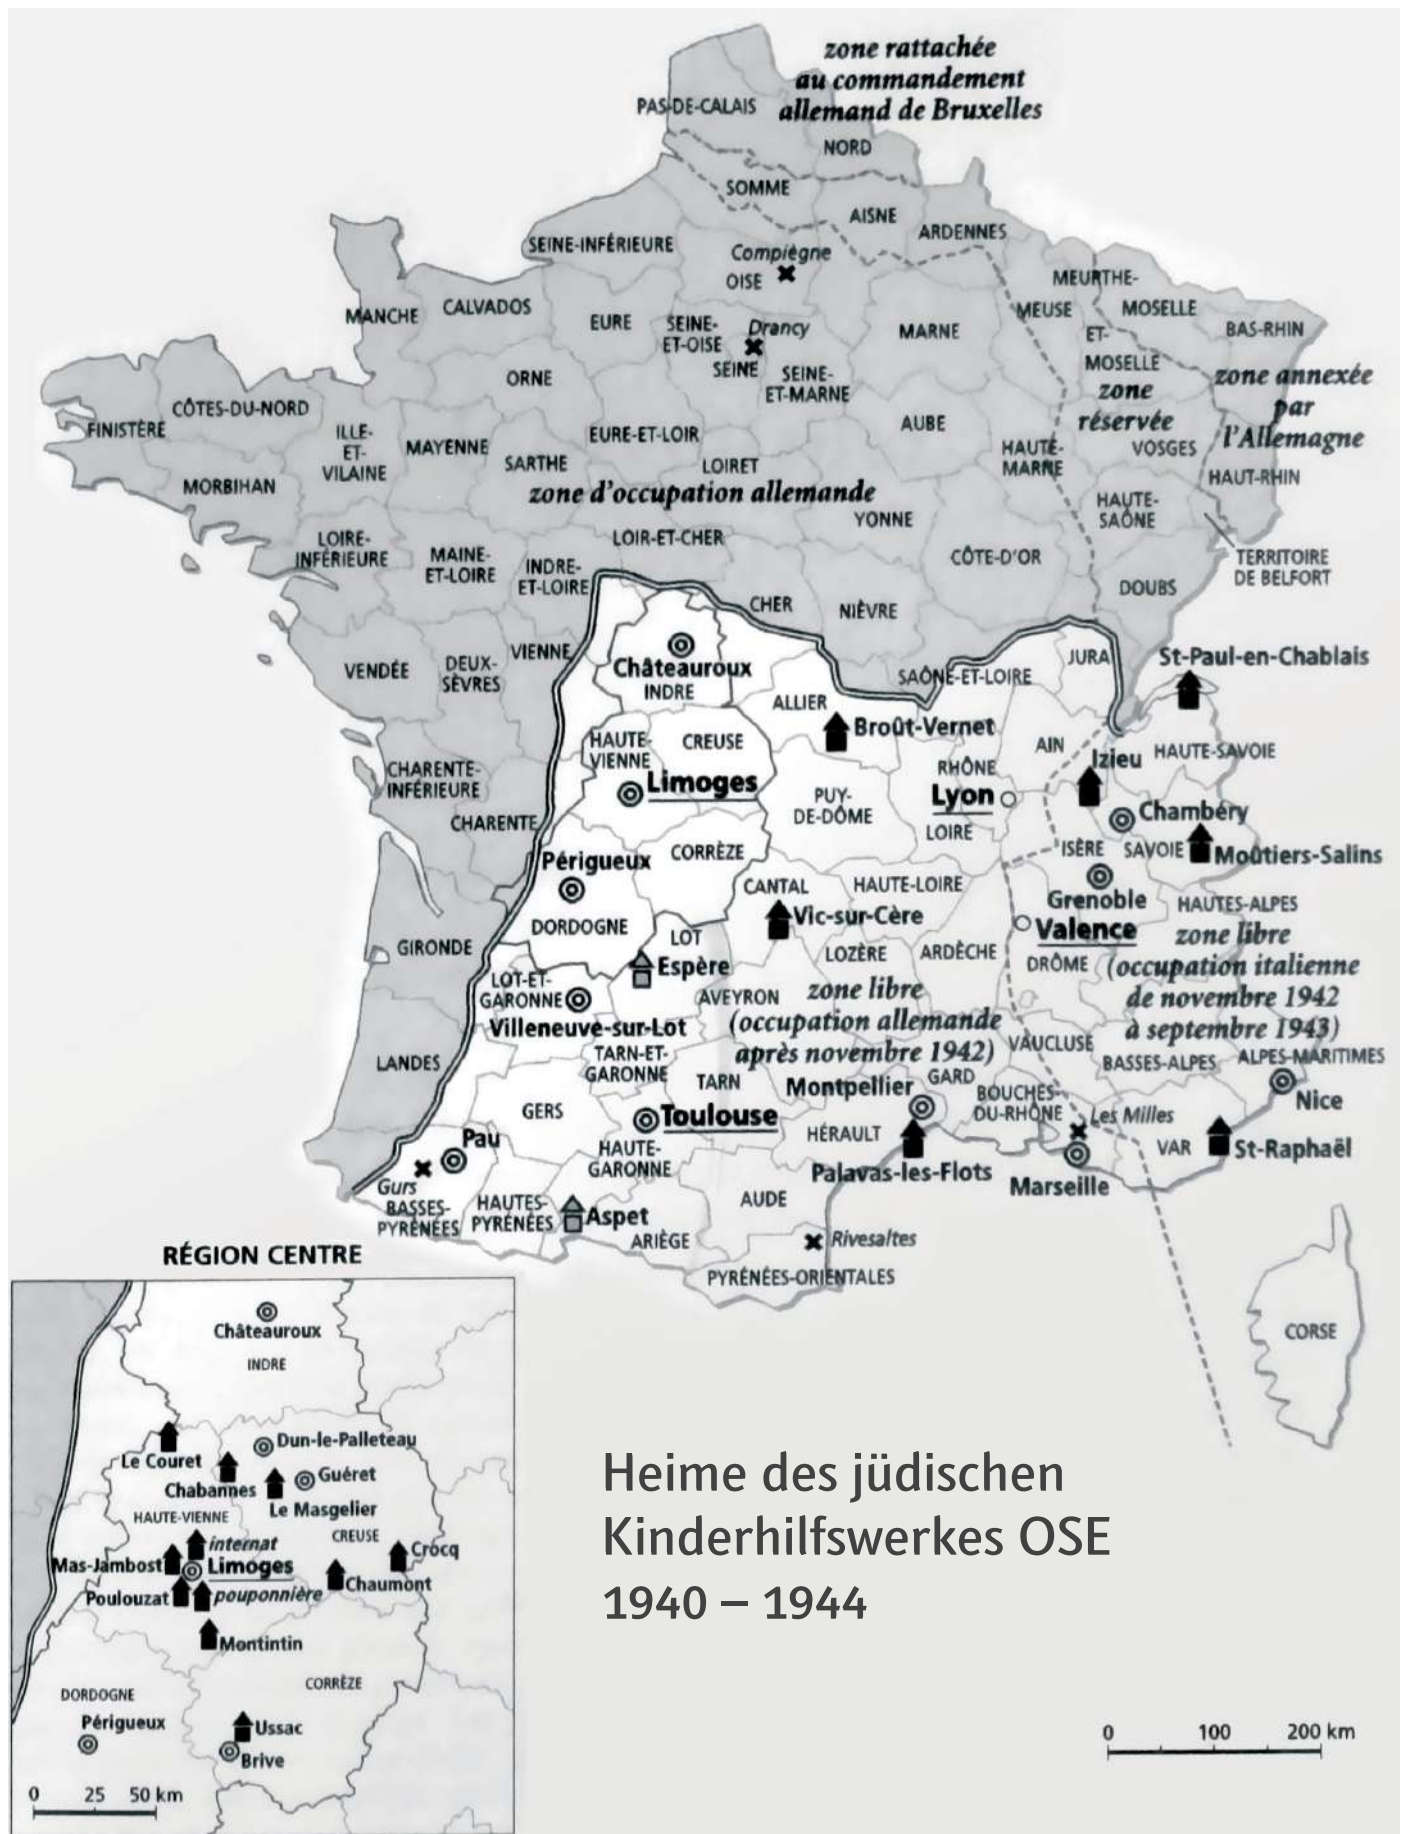 zone rattachée
au commandement
allemand de Bruxelles
PAS-DE-CALAIS
NORD
SOMME
AISNE
ARDENNES
SEINE-INFÉRIEURE
Compiègne
OISE
MEURTHE-
MEUSE
MOSELLE
ET-
MOSELLE
BAS-RHIN
MANCHE
CALVADOS
EURE
SEINE-
ET-OISE
Drancy
SEINE
SEINE-
ET-MARNE
MARNE
zone
réservée
zone annexée
par
l'Allemagne
ORNE
CÔTES-DU-NORD
FINISTÈRE
ILLE-
ET-
VILAINE
MAYENNE
EURE-ET-LOIR
AUBE
HAUTE-
MARNE
VOSGES
SARTHE
LOIRET
HAUT-RHIN
MORBIHAN
zone d'occupation allemande
YONNE
HAUTE-
SAÔNE
LOIRE-
INFÉRIEURE
MAINE-
ET-LOIRE
INDRE-
ET-LOIRE
LOIR-ET-CHER
CÔTE-D'OR
TERRITOIRE
DE BELFORT
DOUBS
CHER
NIÈVRE
VENDÉE
DEUX-
SÈVRES
VIENNE
Châteauroux
INDRE
SAÔNE-ET-LOIRE
JURA
St-Paul-en-Chablais
ALLIER
Broût-Vernet
HAUTE-
VIENNE
CREUSE
AIN
Izieu
HAUTE-SAVOIE
CHARENTE-
INFÉRIEURE
Limoges
RHÔNE
Lyon
PUY-
DE-DÔME
LOIRE
Chambéry
CHARENTE
Périgueux
CORRÈZE
ISÈRE
SAVOIE
Moûtiers-Salins
CANTAL
HAUTE-LOIRE
Grenoble
HAUTES-ALPES
Vic-sur-Cère
DORDOGNE
Valence
zone libre
(occupation italienne
de novembre 1942
à septembre 1943)
GIRONDE
LOT
Espère
LOZÈRE
ARDÈCHE
DRÔME
LOT-ET-
GARONNE
Villeneuve-sur-Lot
AVEYRON
zone libre
(occupation allemande
après novembre 1942)
VAUCLUSE
BASSES-ALPES
ALPES-MARITIMES
LANDES
TARN-ET-
GARONNE
TARN
Montpellier
GARD
BOUCHES-
DU-RHÔNE
Les Milles
Nice
GERS
Toulouse
HÉRAULT
VAR
St-Raphaël
Pau
HAUTE-
GARONNE
Palavas-les-Flots
Marseille
Gurs
BASSES-
PYRÉNÉES
HAUTES-
PYRÉNÉES
Aspet
AUDE
ARIÈGE
Rivesaltes
PYRÉNÉES-ORIENTALES
CORSE
RÉGION CENTRE
Châteauroux
INDRE
Dun-le-Palleteau
Le Couret
Guéret
Chabannes
Le Masgelier
HAUTE-VIENNE
CREUSE
internat
Crocq
Mas-Jambost
Limoges
Chaumont
Poulouzat
pouponnière
Montintin
CORRÈZE
DORDOGNE
Périgueux
Ussac
Brive
0 25 50 km
Heime des jüdischen
Kinderhilfswerkes OSE
1940 – 1944
0 100 200 km